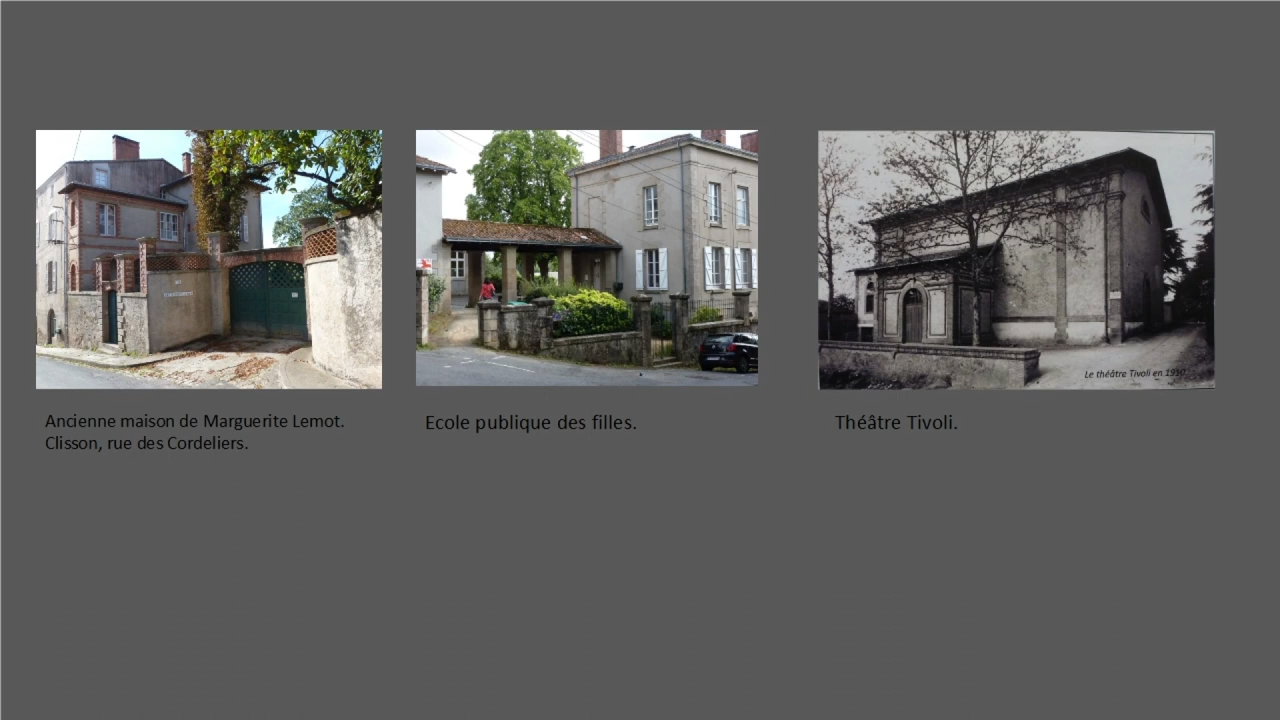 Le théâtre Tivoli en 1910
Ancienne maison de Marguerite Lemot.
Clisson, rue des Cordeliers.
Ecole publique des filles.
Théâtre Tivoli.